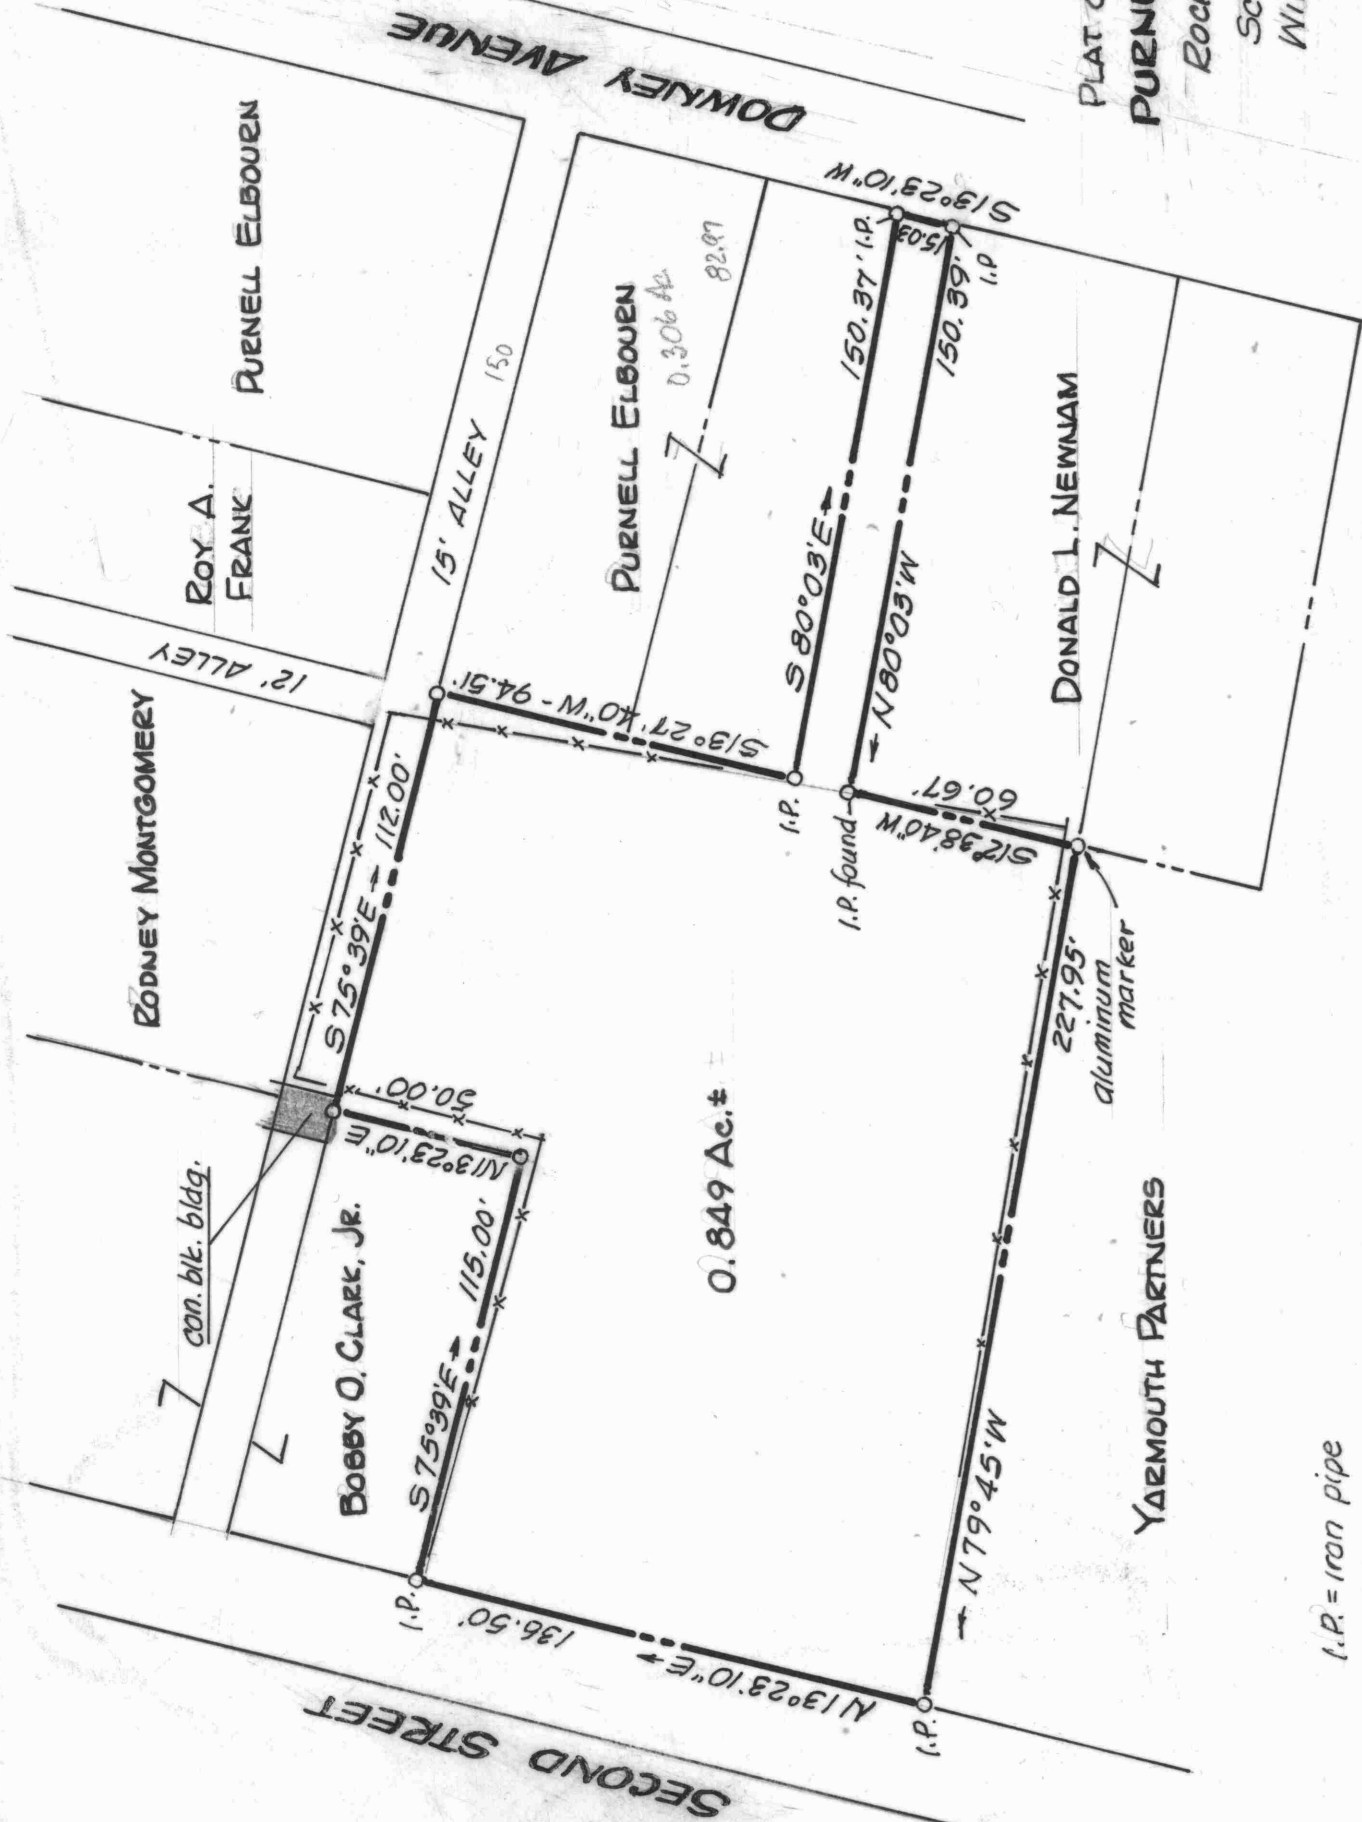 SECOND STREET
DOWNEY AVENUE
PLAT
PURN
ROC
SC
WI
PURNELL ELBOURN
ROY A.
FRANK
12' ALLEY
15' ALLEY 150
RODNEY MONTGOMERY
con. blk. bldg.
BOBBY O. CLARK, JR.
PURNELL ELBOURN
0.306 Ac
82.97
S 75°39'E → 112.00'
S13°27'40"W - 94.51'
N13°23'10"E
50.00'
S 75°39'E → 115.00'
I.P.
136.50'
N13°23'10"E →
I.P.
0.849 Ac.±
I.P.
S 80°03'E → 150.37' I.P.
S13°23'10"W
15.03
I.P.
← N80°03'W 150.39'
I.P. found
S12°38'40"W
60.67'
DONALD L. NEWNAM
aluminum
marker
← N79°45'W 227.95'
YARMOUTH PARTNERS
I.P. = iron pipe